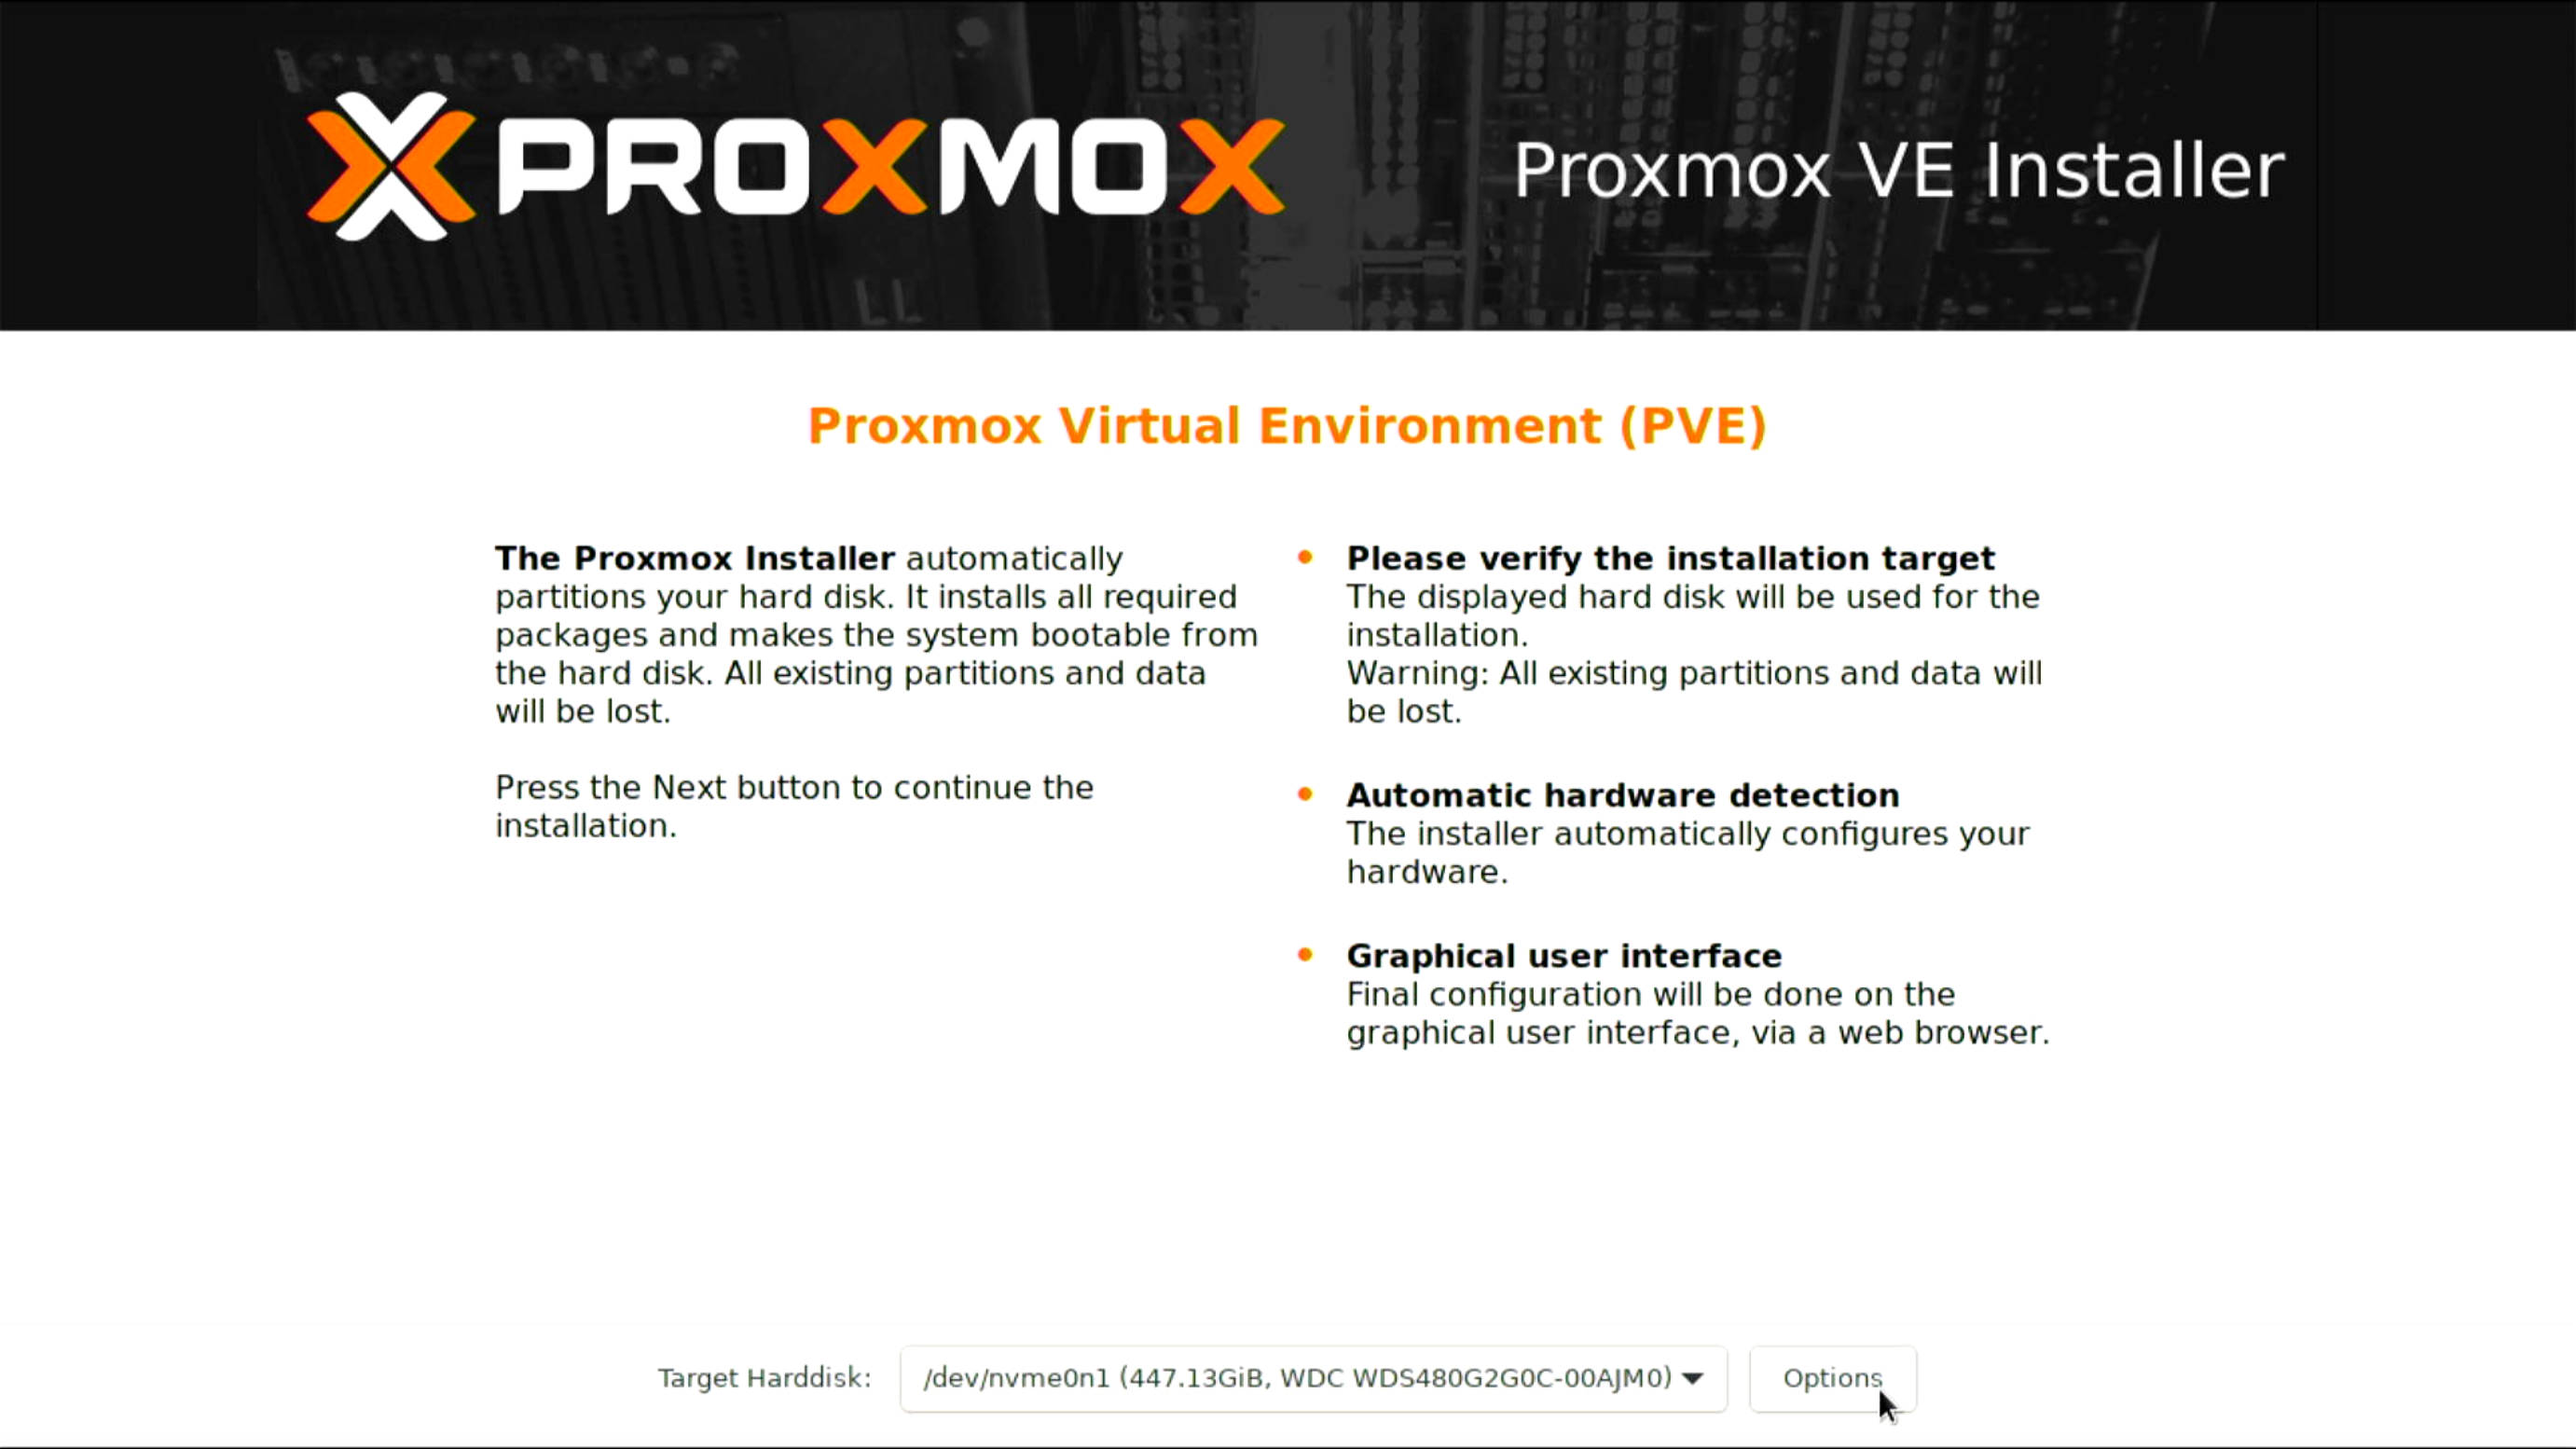 PROXMOX
Proxmox VE Installer
Proxmox Virtual Environment (PVE)
The Proxmox Installer automatically
partitions your hard disk. It installs all required
packages and makes the system bootable from
the hard disk. All existing partitions and data
will be lost.
Press the Next button to continue the
installation.
Please verify the installation target
The displayed hard disk will be used for the
installation.
Warning: All existing partitions and data will
be lost.
Automatic hardware detection
The installer automatically configures your
hardware.
Graphical user interface
Final configuration will be done on the
graphical user interface, via a web browser.
Target Harddisk: /dev/nvme0n1 (447.13GiB, WDC WDS480G2G0C-00AJM0) Options